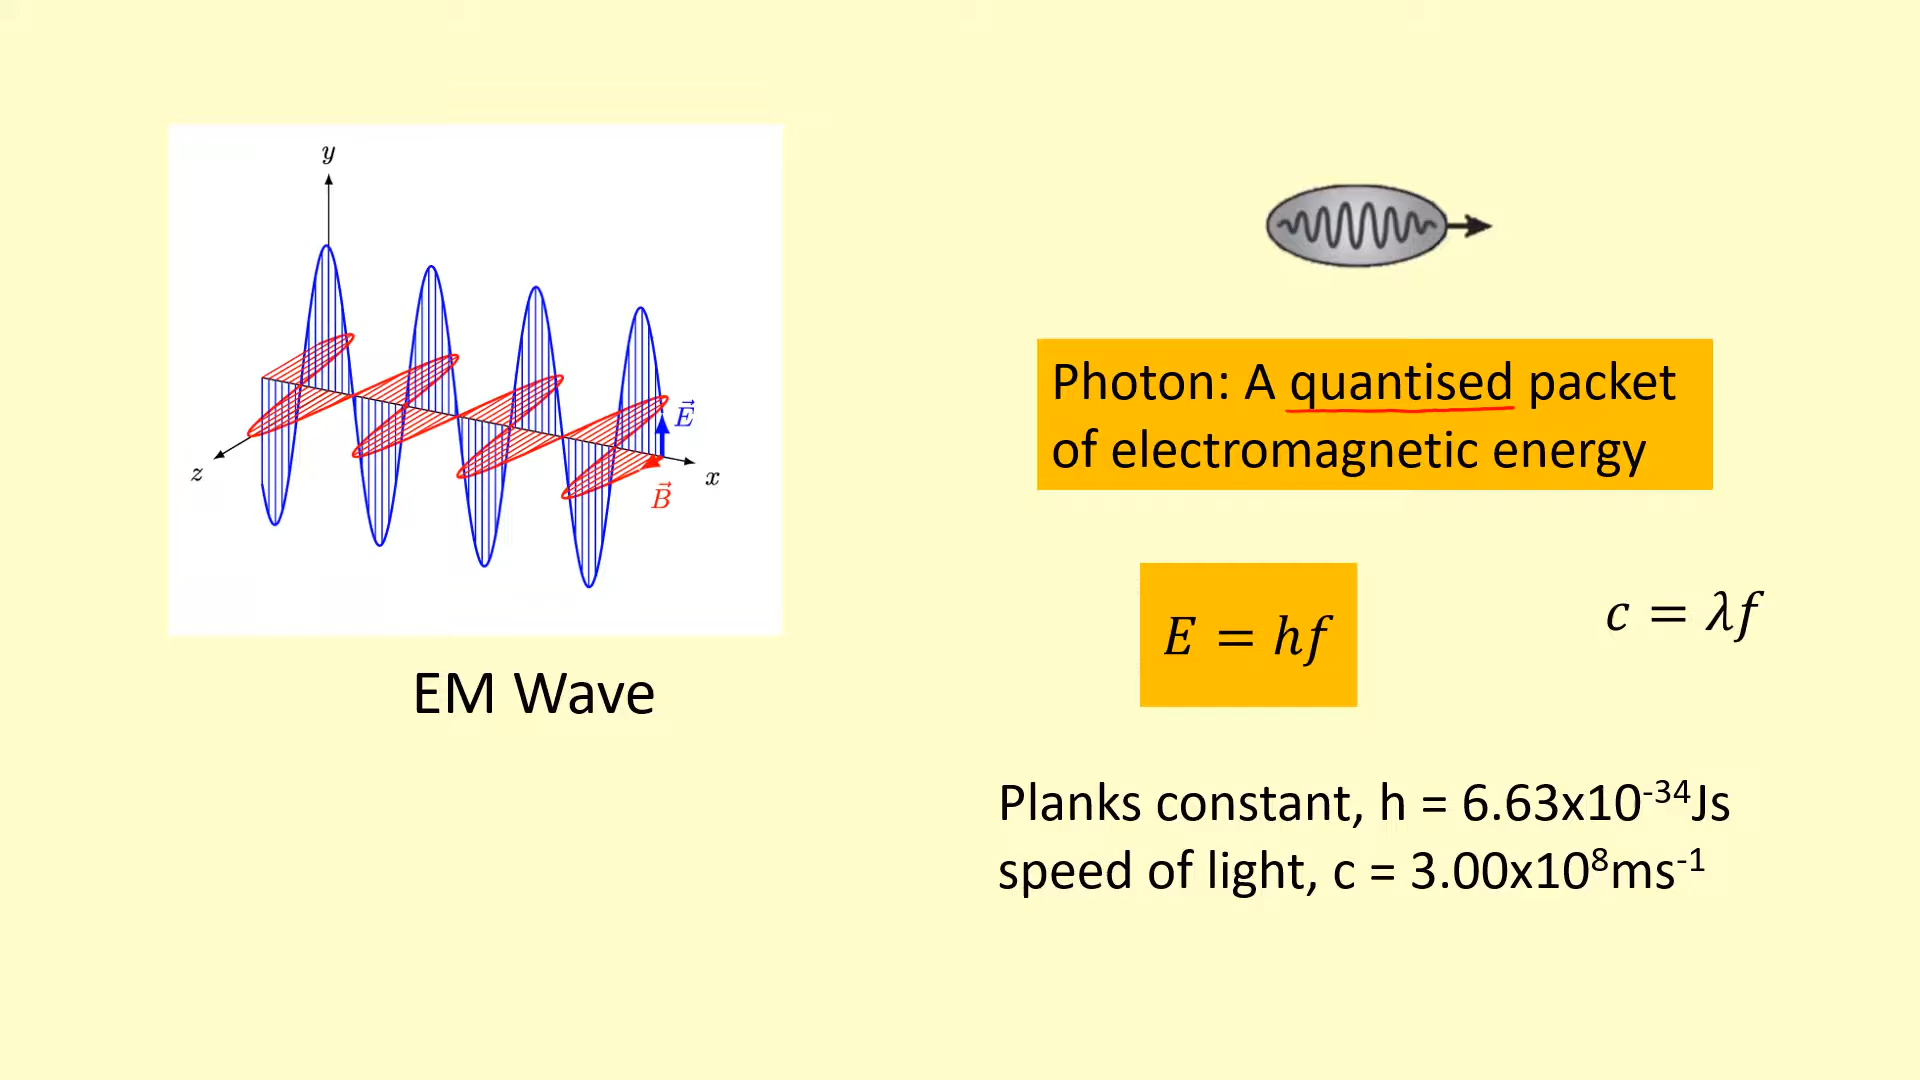 y
z
x
E⃗
B⃗
EM Wave
Photon: A quantised packet
of electromagnetic energy
E = hf
c = λf
Planks constant, h = 6.63x10⁻³⁴Js
speed of light, c = 3.00x10⁸ms⁻¹